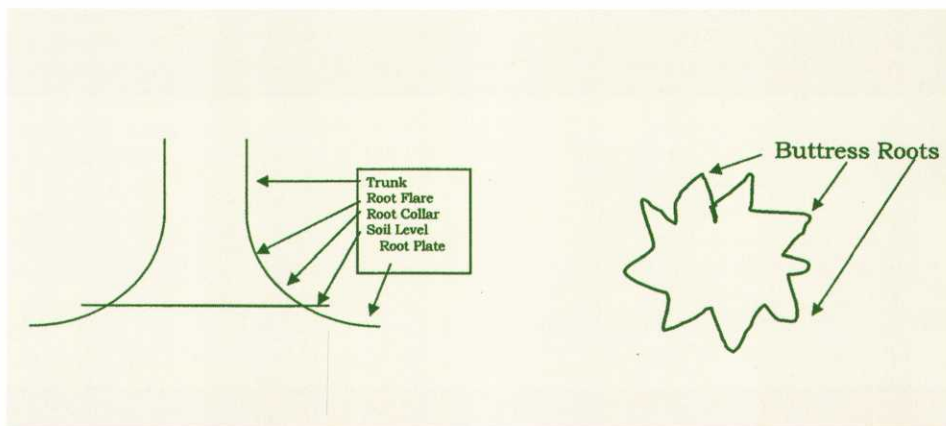 Trunk
Root Flare
Root Collar
Soil Level
Root Plate
Buttress Roots